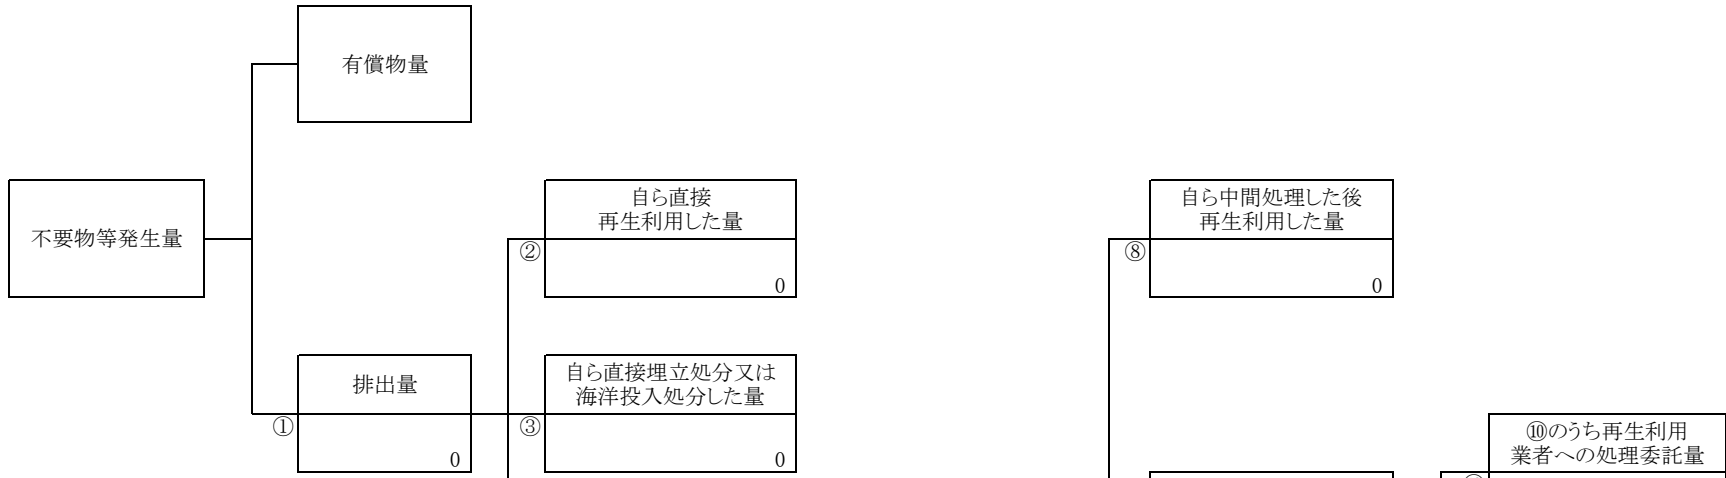 有償物量
不要物等発生量
自ら直接
再生利用した量
②
0
自ら中間処理した後
再生利用した量
⑧
0
排出量
①
0
自ら直接埋立処分又は
海洋投入処分した量
③
0
⑩のうち再生利用
業者への処理委託量